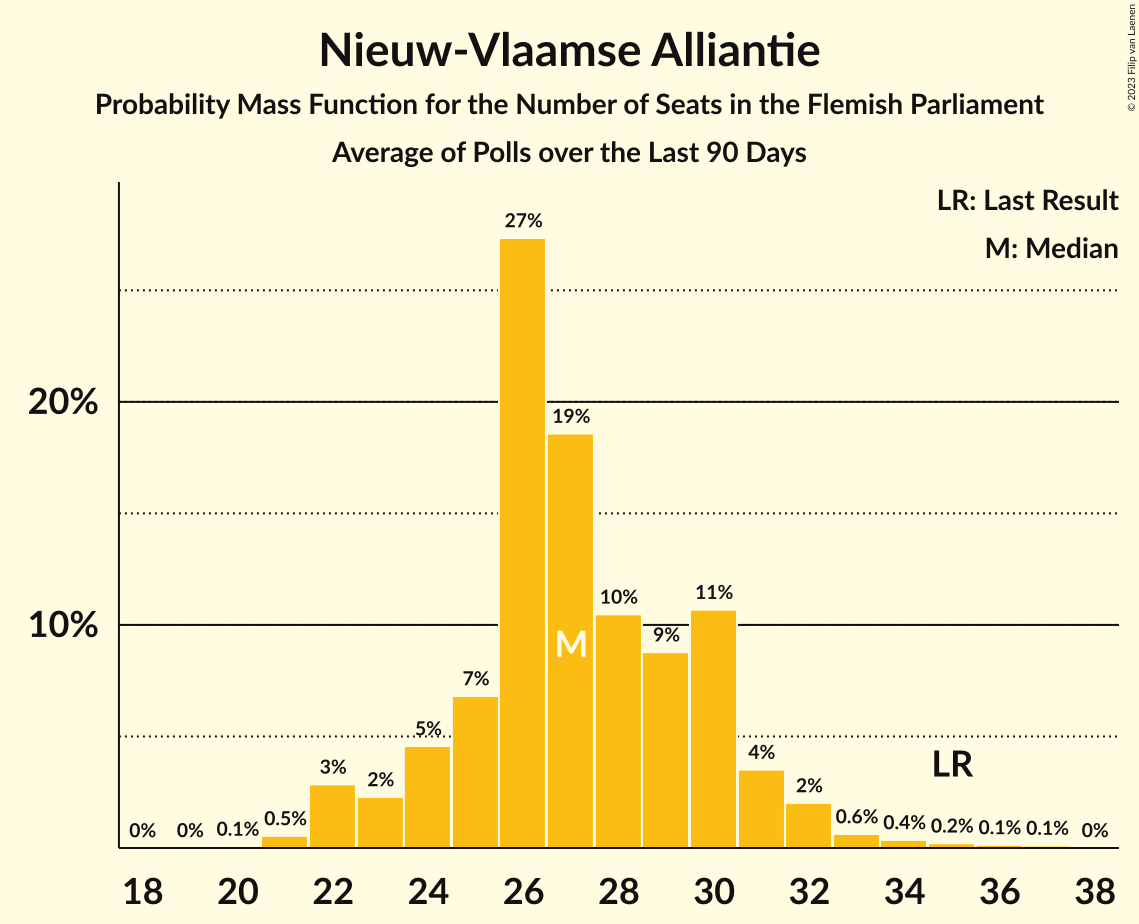 Nieuw-Vlaamse Alliantie
Probability Mass Function for the Number of Seats in the Flemish Parliament
Average of Polls over the Last 90 Days
© 2023 Filip van Laenen
LR: Last Result
M: Median
27%
20%
19%
11%
10%
10%
9%
M
7%
5%
4%
LR
3%
2%
2%
0% 0% 0.1% 0.5% 0.6% 0.4% 0.2% 0.1% 0.1% 0%
18 20 22 24 26 28 30 32 34 36 38